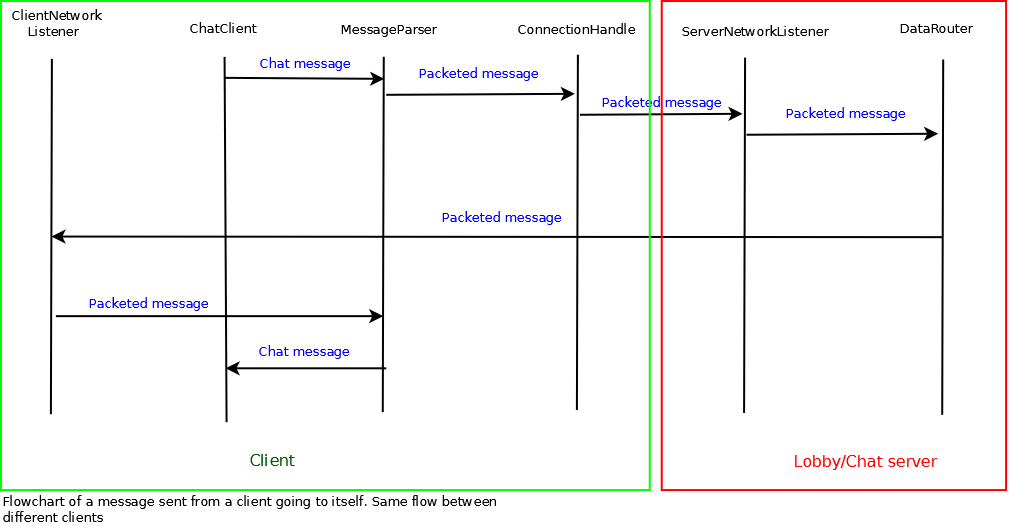 ClientNetwork
Listener
ChatClient
MessageParser
ConnectionHandle
ServerNetworkListener
DataRouter
Chat message
Packeted message
Packeted message
Packeted message
Packeted message
Packeted message
Chat message
Client
Lobby/Chat server
Flowchart of a message sent from a client going to itself. Same flow between
different clients